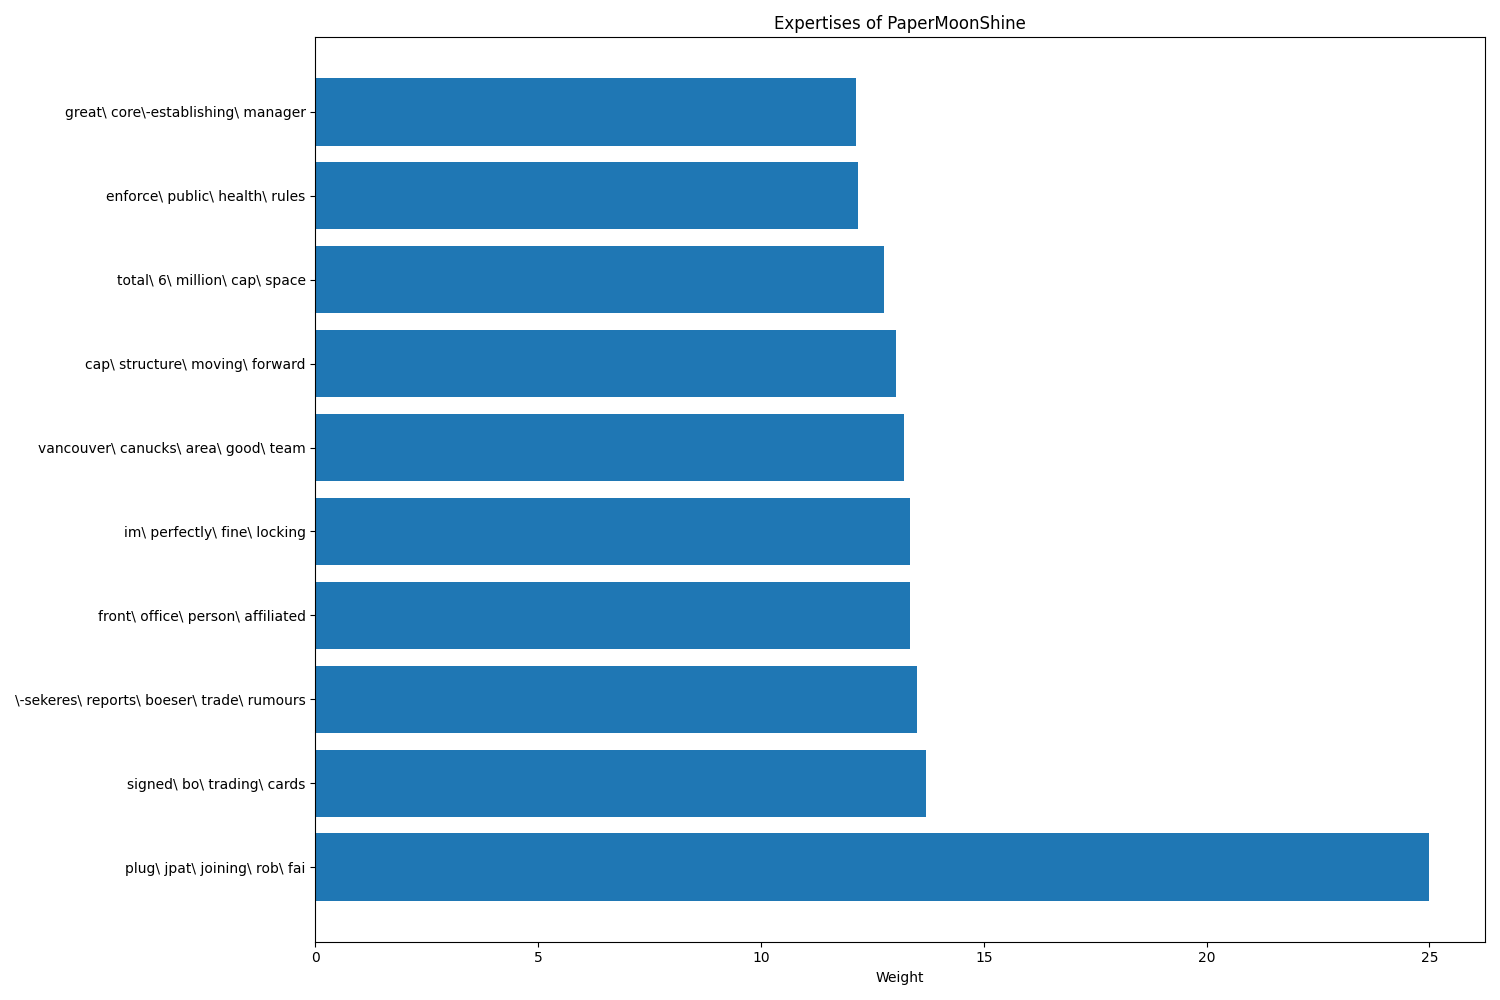 Expertises of PaperMoonShine
great\ core\-establishing\ manager
enforce\ public\ health\ rules
total\ 6\ million\ cap\ space
cap\ structure\ moving\ forward
vancouver\ canucks\ area\ good\ team
im\ perfectly\ fine\ locking
front\ office\ person\ affiliated
\-sekeres\ reports\ boeser\ trade\ rumours
signed\ bo\ trading\ cards
plug\ jpat\ joining\ rob\ fai
0 5 10 15 20 25
Weight